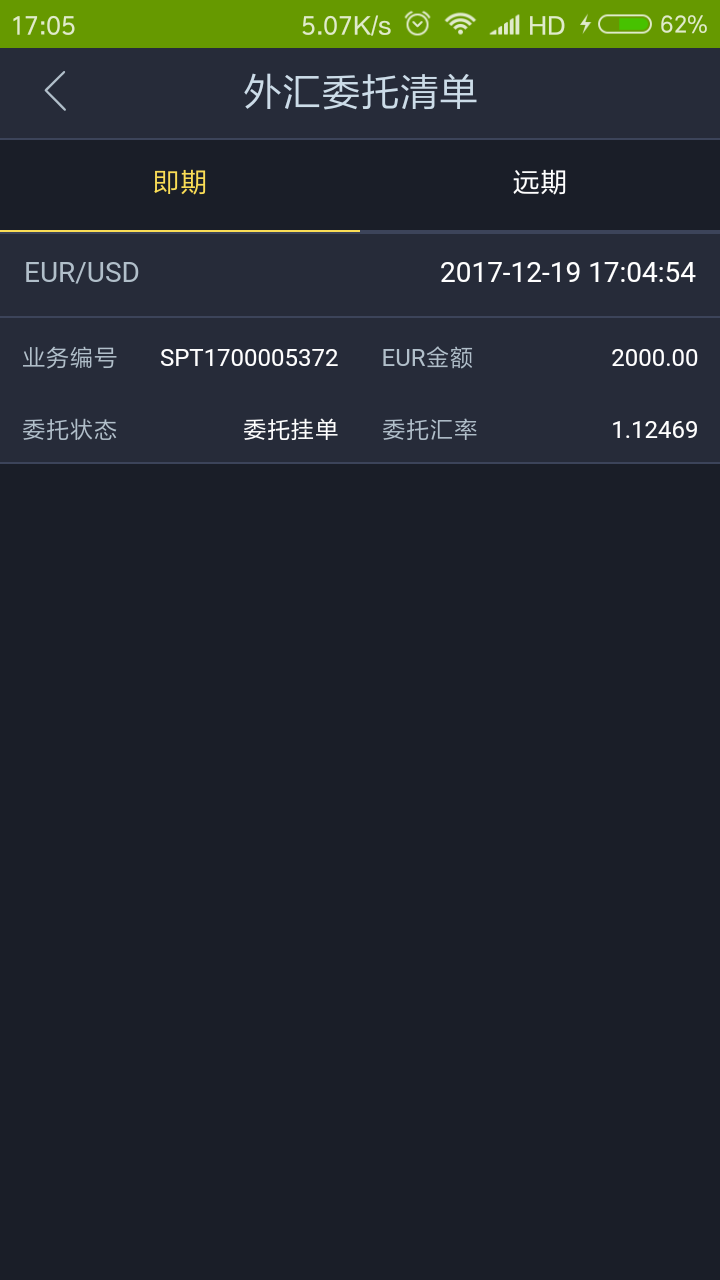 17:05 5.07K/s HD 62%
外汇委托清单
即期 远期
EUR/USD 2017-12-19 17:04:54
业务编号 SPT1700005372 EUR金额 2000.00
委托状态 委托挂单 委托汇率 1.12469